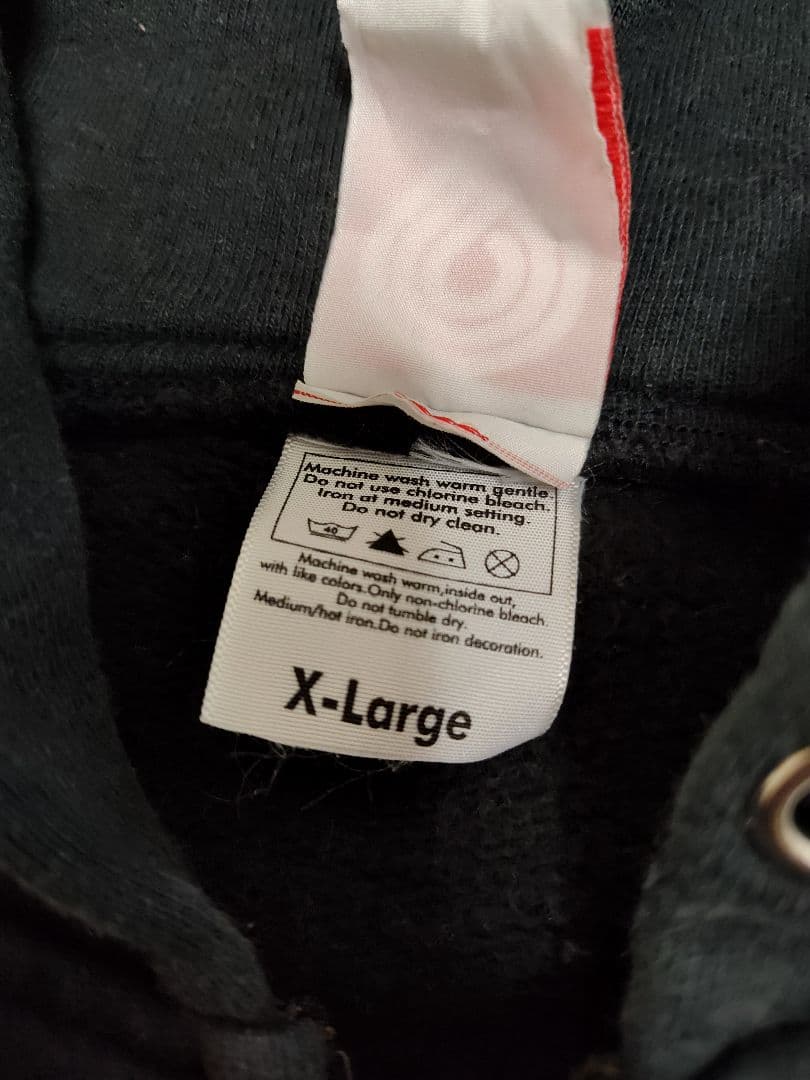 Machine wash warm gentle.
Do not use chlorine bleach.
Iron at medium setting.
Do not dry clean.
40
Machine wash warm,inside out,
with like colors.Only non-chlorine bleach.
Do not tumble dry.
Medium/hot iron.Do not iron decoration.
X-Large